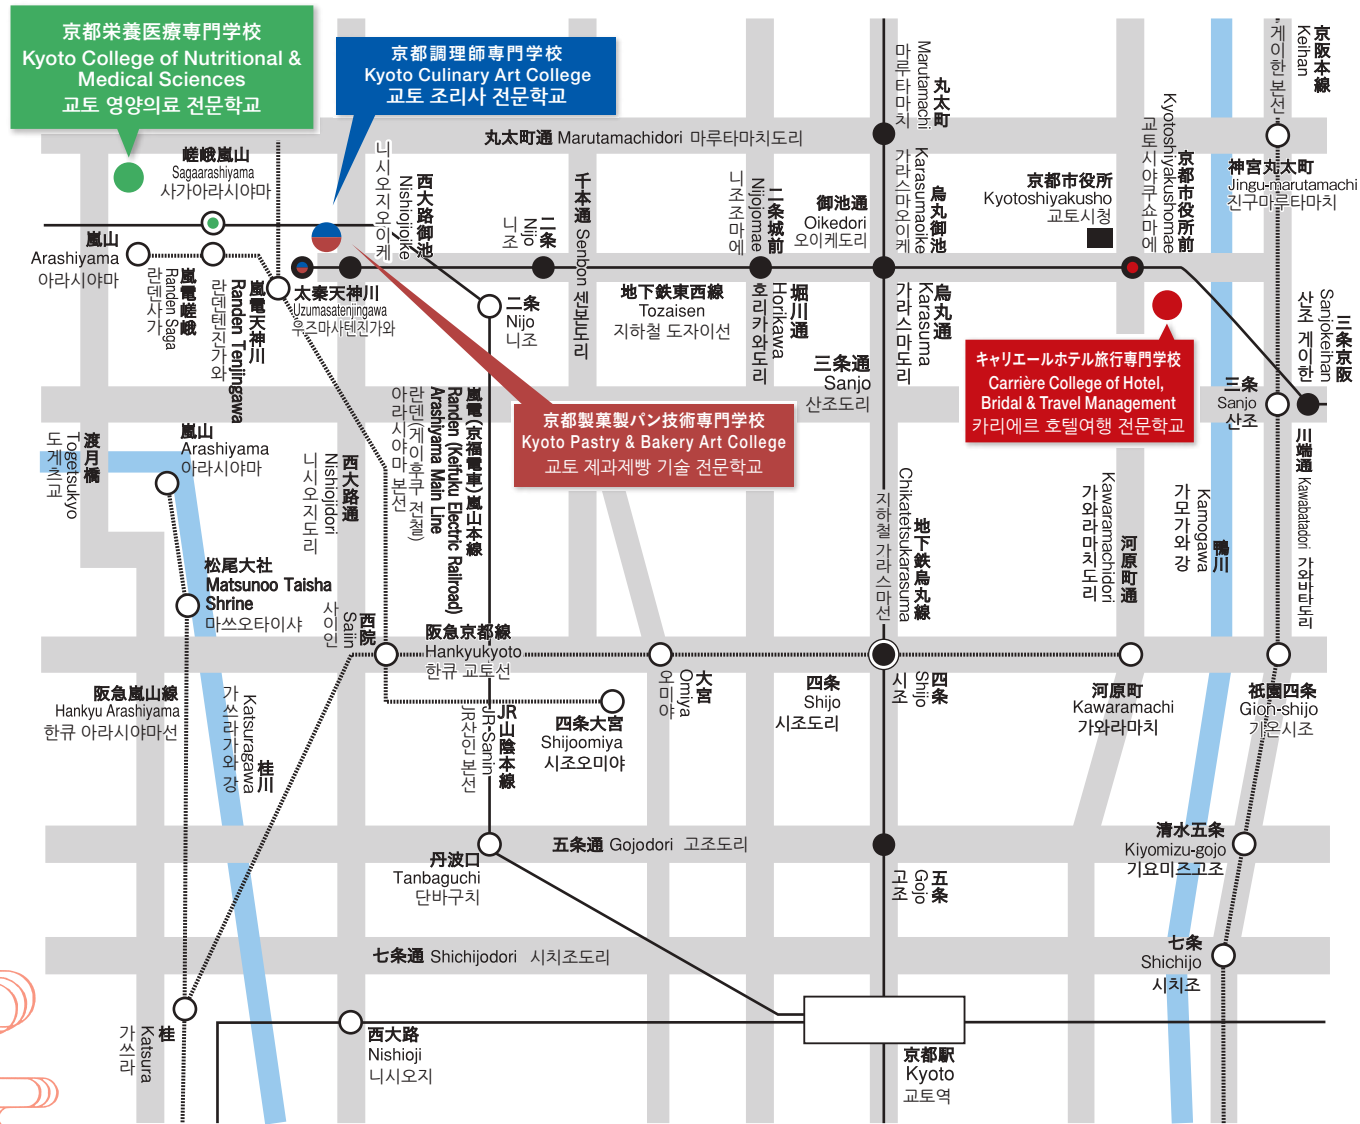 京都栄養医療専門学校
Kyoto College of Nutritional &
Medical Sciences
교토 영양의료 전문학교
京都調理師専門学校
Kyoto Culinary Art College
교토 조리사 전문학교
丸太町通 Marutamachidori 마루타마치도리
丸太町
Marutamachi
마루타마치
京阪本線
Keihan
게이한 본선
神宮丸太町
Jingu-marutamachi
진구마루타마치
嵯峨嵐山
Sagaarashiyama
사가아라시야마
嵐山
Arashiyama
아라시야마
嵐電嵯峨
Randen Saga
란덴사가
嵐電天神川
Randen Tenjingawa
란덴텐진가와
太秦天神川
Uzumasatenjingawa
우즈마사텐진가와
西大路御池
Nishiojioike
니시오지오이케
二条
Nijo
니조
千本通 Senbon 센본도리
二条城前
Nijojomae
니조조마에
御池通
Oikedori
오이케도리
烏丸御池
Karasumaoike
가라스마오이케
京都市役所
Kyotoshiyakusho
교토시청
京都市役所前
Kyotoshiyakushomae
교토시야쿠쇼마에
二条
Nijo
니조
地下鉄東西線
Tozaisen
지하철 도자이선
堀川通
Horikawa
호리카와도리
烏丸通
Karasuma
가라스마도리
三条京阪
Sanjokeihan
산조 게이한
三条通
Sanjo
산조도리
キャリエールホテル旅行専門学校
Carrière College of Hotel,
Bridal & Travel Management
카리에르 호텔여행 전문학교
三条
Sanjo
산조
京都製菓製パン技術専門学校
Kyoto Pastry & Bakery Art College
교토 제과제빵 기술 전문학교
嵐電(京福電車)嵐山本線
Randen (Keifuku Electric Railroad)
Arashiyama Main Line
란덴(게이후쿠 전철)
아라시야마 본선
渡月橋
Togetsukyo
도게츠교
嵐山
Arashiyama
아라시야마
西大路通
Nishiojidori
니시오지도리
地下鉄烏丸線
Chikatetsukarasuma
지하철 가라스마선
河原町通
Kawaramachidori
가와라마치도리
鴨川
Kamogawa
가모가와 강
川端通 Kawabatadori 가와바타도리
松尾大社
Matsunoo Taisha
Shrine
마쓰오타이샤
西院
Saiin
사이인
阪急京都線
Hankyukyoto
한큐 교토선
大宮
Omiya
오미야
四条
Shijo
시조도리
四条
Shijo
시조
河原町
Kawaramachi
가와라마치
祇園四条
Gion-shijo
기온시조
阪急嵐山線
Hankyu Arashiyama
한큐 아라시야마선
桂川
Katsuragawa
가쓰라가와 강
JR山陰本線
JR-Sanin
JR산인 본선
四条大宮
Shijoomiya
시조오미야
丹波口
Tanbaguchi
단바구치
五条通 Gojodori 고조도리
五条
Gojo
고조
清水五条
Kiyomizu-gojo
기요미즈고조
七条通 Shichijodori 시치조도리
七条
Shichijo
시치조
桂
Katsura
가쓰라
西大路
Nishioji
니시오지
京都駅
Kyoto
교토역